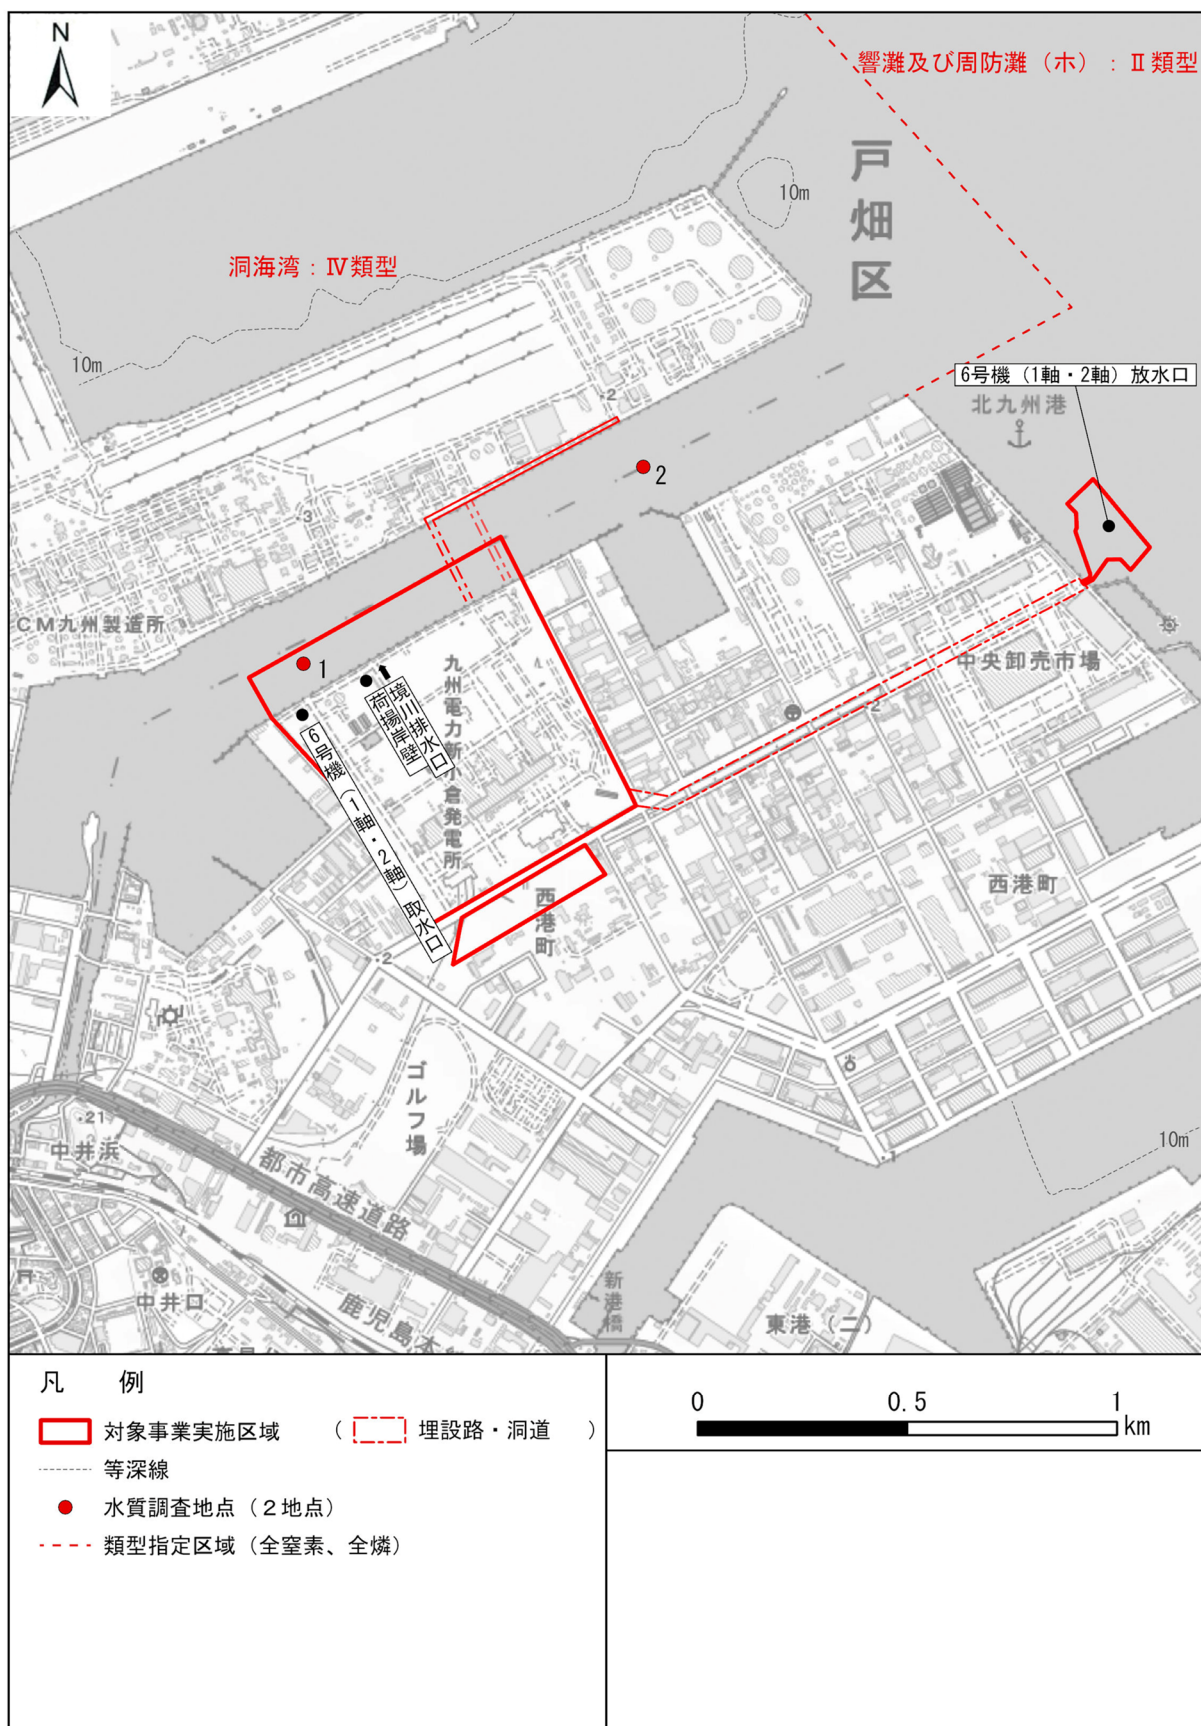 N
響灘及び周防灘（ホ）：Ⅱ類型
戸畑区
10m
洞海湾：Ⅳ類型
10m
6号機（1軸・2軸）放水口
北九州港
2
2
3
CM九州製造所
1
境川排水口
荷揚岸壁
九州電力新小倉発電所
6号機（1軸・2軸）取水口
中央卸売市場
2
西港町
西港町
2
ゴルフ場
21
中井浜
都市高速道路
1
10m
中井口
鹿児島本線
新港橋
東港（二）
凡　例
対象事業実施区域　（　埋設路・洞道　）
等深線
水質調査地点（２地点）
類型指定区域（全窒素、全燐）
0　0.5　1
km